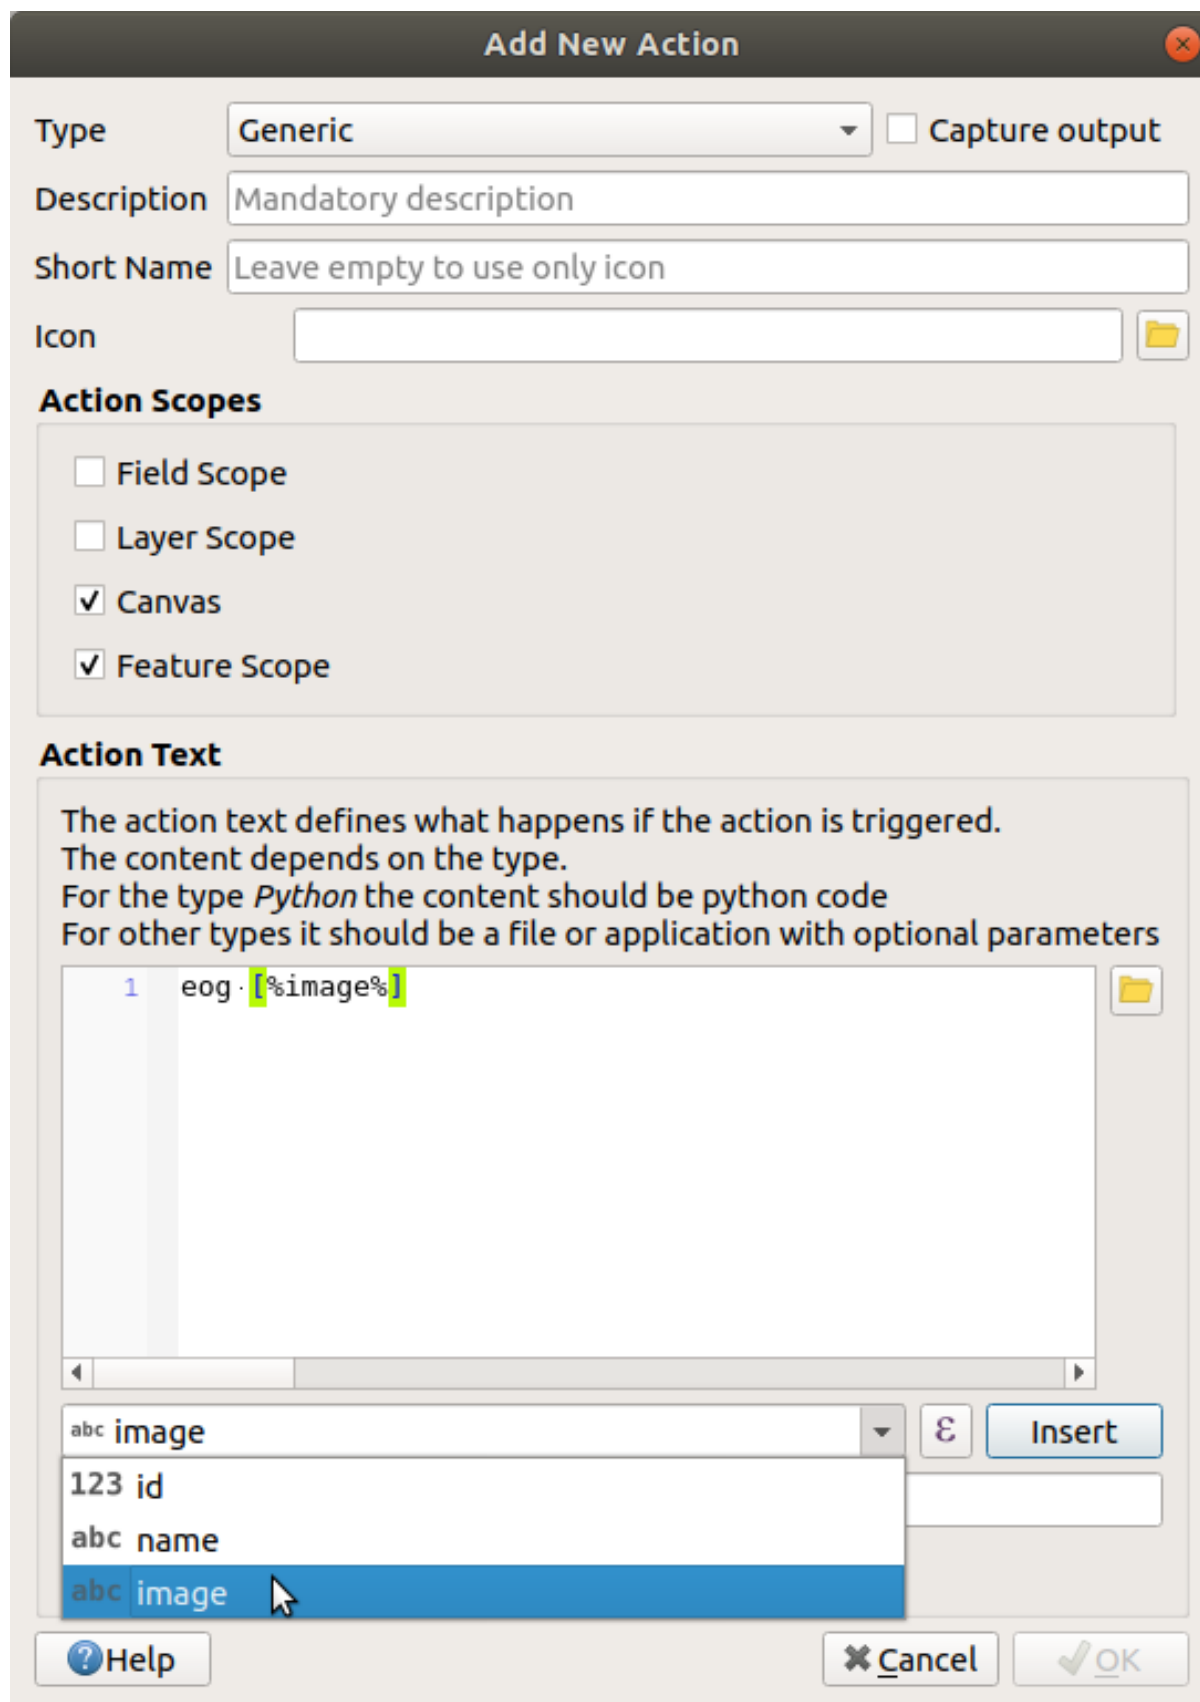 Add New Action
Type Generic Capture output
Description Mandatory description
Short Name Leave empty to use only icon
Icon
Action Scopes
Field Scope
Layer Scope
Canvas
Feature Scope
Action Text
The action text defines what happens if the action is triggered.
The content depends on the type.
For the type Python the content should be python code
For other types it should be a file or application with optional parameters
1 eog·[%image%]
abc image ε Insert
123 id
abc name
abc image
?Help Cancel OK